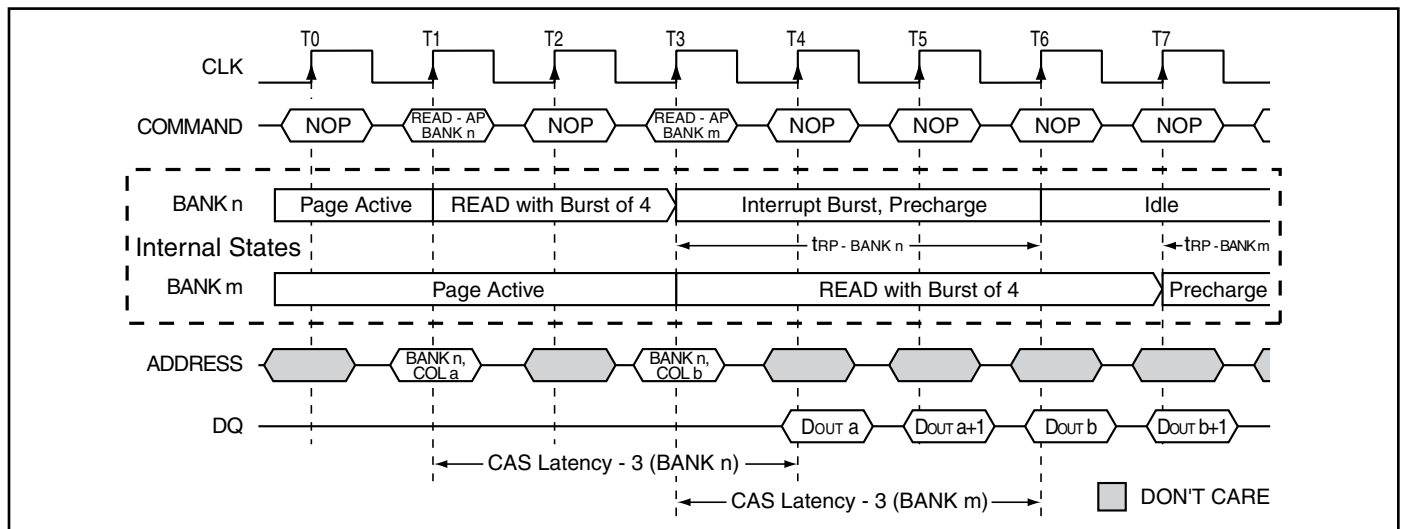 T0 T1 T2 T3 T4 T5 T6 T7
CLK
COMMAND NOP READ - AP BANK n NOP READ - AP BANK m NOP NOP NOP NOP
BANK n Page Active READ with Burst of 4 Interrupt Burst, Precharge Idle
Internal States tRP - BANK n tRP - BANK m
BANK m Page Active READ with Burst of 4 Precharge
ADDRESS BANK n, COL a BANK n, COL b
DQ DOUT a DOUT a+1 DOUT b DOUT b+1
CAS Latency - 3 (BANK n)
CAS Latency - 3 (BANK m) DON'T CARE